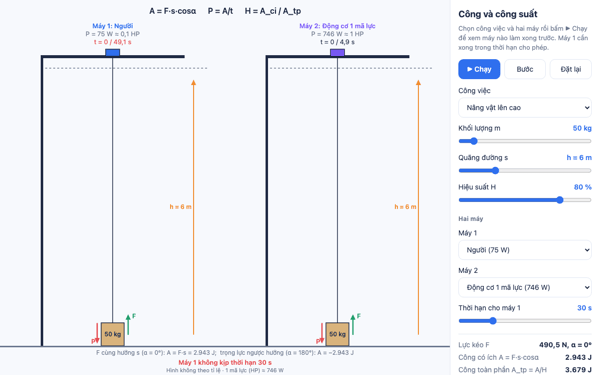 A = F·s·cosα P = A/t H = A_ci / A_tp
Máy 1: Người
P = 75 W ≈ 0,1 HP
t = 0 / 49,1 s
Máy 2: Động cơ 1 mã lực
P = 746 W ≈ 1 HP
t = 0 / 4,9 s
h = 6 m
h = 6 m
F
50 kg
P
F
50 kg
P
F cùng hướng s (α = 0°): A = F·s = 2.943 J; trọng lực ngược hướng (α = 180°): A = −2.943 J
Máy 1 không kịp thời hạn 30 s
Hình không theo tỉ lệ · 1 mã lực (HP) ≈ 746 W
Công và công suất
Chọn công việc và hai máy rồi bấm ▶ Chạy
để xem máy nào làm xong trước. Máy 1 cần
xong trong thời hạn cho phép.
▶ Chạy
Bước
Đặt lại
Công việc
Nâng vật lên cao
Khối lượng m 50 kg
Quãng đường s h = 6 m
Hiệu suất H 80 %
Hai máy
Máy 1
Người (75 W)
Máy 2
Động cơ 1 mã lực (746 W)
Thời hạn cho máy 1 30 s
Lực kéo F 490,5 N, α = 0°
Công có ích A = F·s·cosα 2.943 J
Công toàn phần A_tp = A/H 3.679 J